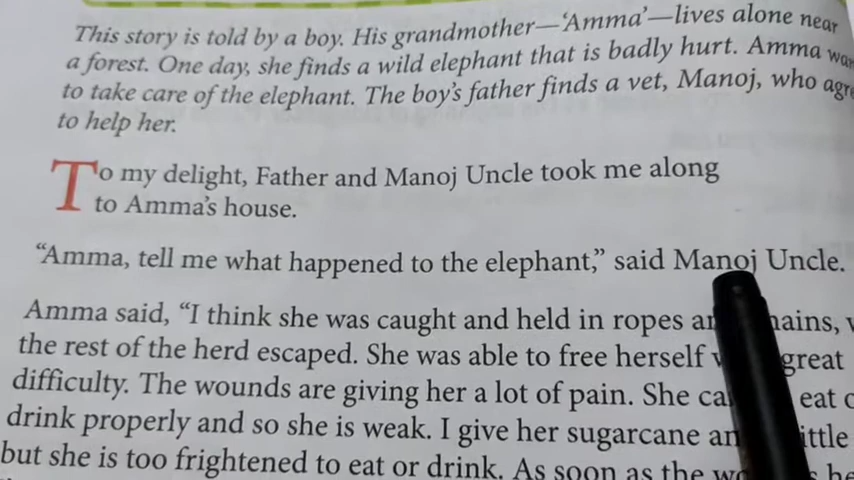 This story is told by a boy. His grandmother—‘Amma’—lives alone near
a forest. One day, she finds a wild elephant that is badly hurt. Amma
to take care of the elephant. The boy’s father finds a vet, Manoj, who
to help her.
To my delight, Father and Manoj Uncle took me along
to Amma’s house.
“Amma, tell me what happened to the elephant,” said Manoj Uncle.
Amma said, “I think she was caught and held in ropes
the rest of the herd escaped. She was able to free herself great
difficulty. The wounds are giving her a lot of pain. She eat
drink properly and so she is weak. I give her sugarcane
but she is too frightened to eat or drink. As soon as the